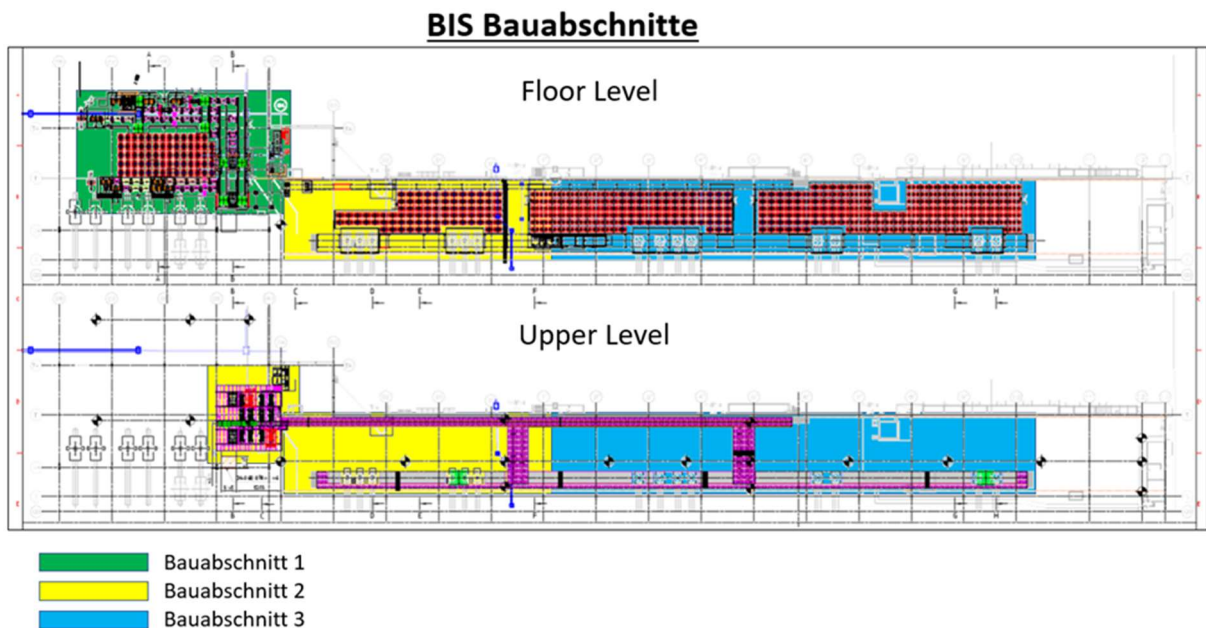 BIS Bauabschnitte
A
B
Floor Level
A
B
B
C
D
E
F
G
H
Upper Level
B
C
D
E
F
G
H
Bauabschnitt 1
Bauabschnitt 2
Bauabschnitt 3